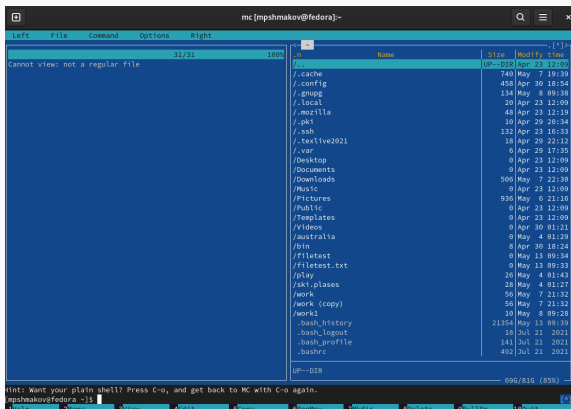 mc [mpshmakov@fedora]:~
Left File Command Options Right
31/31 100%
Cannot view: not a regular file
.n Name Size Modify time
/.. UP--DIR Apr 23 12:09
/.cache 740 May 7 19:39
/.config 458 Apr 30 18:54
/.gnupg 134 May 8 09:38
/.local 20 Apr 23 12:09
/.mozilla 48 Apr 23 12:19
/.pki 10 Apr 29 20:34
/.ssh 132 Apr 23 16:33
/.texlive2021 18 Apr 29 22:12
/.var 6 Apr 29 17:35
/Desktop 0 Apr 23 12:09
/Documents 0 Apr 23 12:09
/Downloads 506 May 7 22:30
/Music 0 Apr 23 12:09
/Pictures 936 May 6 21:16
/Public 0 Apr 23 12:09
/Templates 0 Apr 23 12:09
/Videos 0 Apr 30 01:21
/australia 0 May 4 01:29
/bin 8 Apr 30 18:24
/filetest 0 May 13 09:34
/filetest.txt 0 May 13 09:33
/play 26 May 4 01:43
/ski.plases 28 May 4 01:27
/work 56 May 7 21:32
/work (copy) 56 May 7 21:32
/work1 10 May 8 09:28
.bash_history 21354 May 13 09:39
.bash_logout 18 Jul 21 2021
.bash_profile 141 Jul 21 2021
.bashrc 492 Jul 21 2021
UP--DIR
69G/81G (85%)
Hint: Want your plain shell? Press C-o, and get back to MC with C-o again.
[mpshmakov@fedora ~]$ [^]